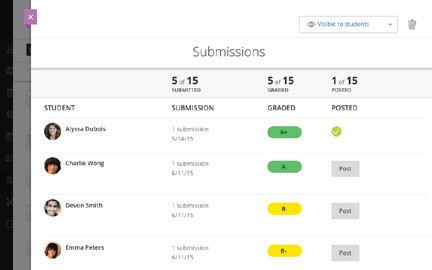 Visible to students
Submissions
5 of 15 5 of 15 1 of 15
SUBMITTED GRADED POSTED
STUDENT SUBMISSION GRADED POSTED
Alyssa Dubois 1 submission A+
5/14/15
Charlie Wong 1 submission A Post
6/11/15
Devon Smith 1 submission B Post
6/11/15
Emma Peters 1 submission B- Post
6/11/15